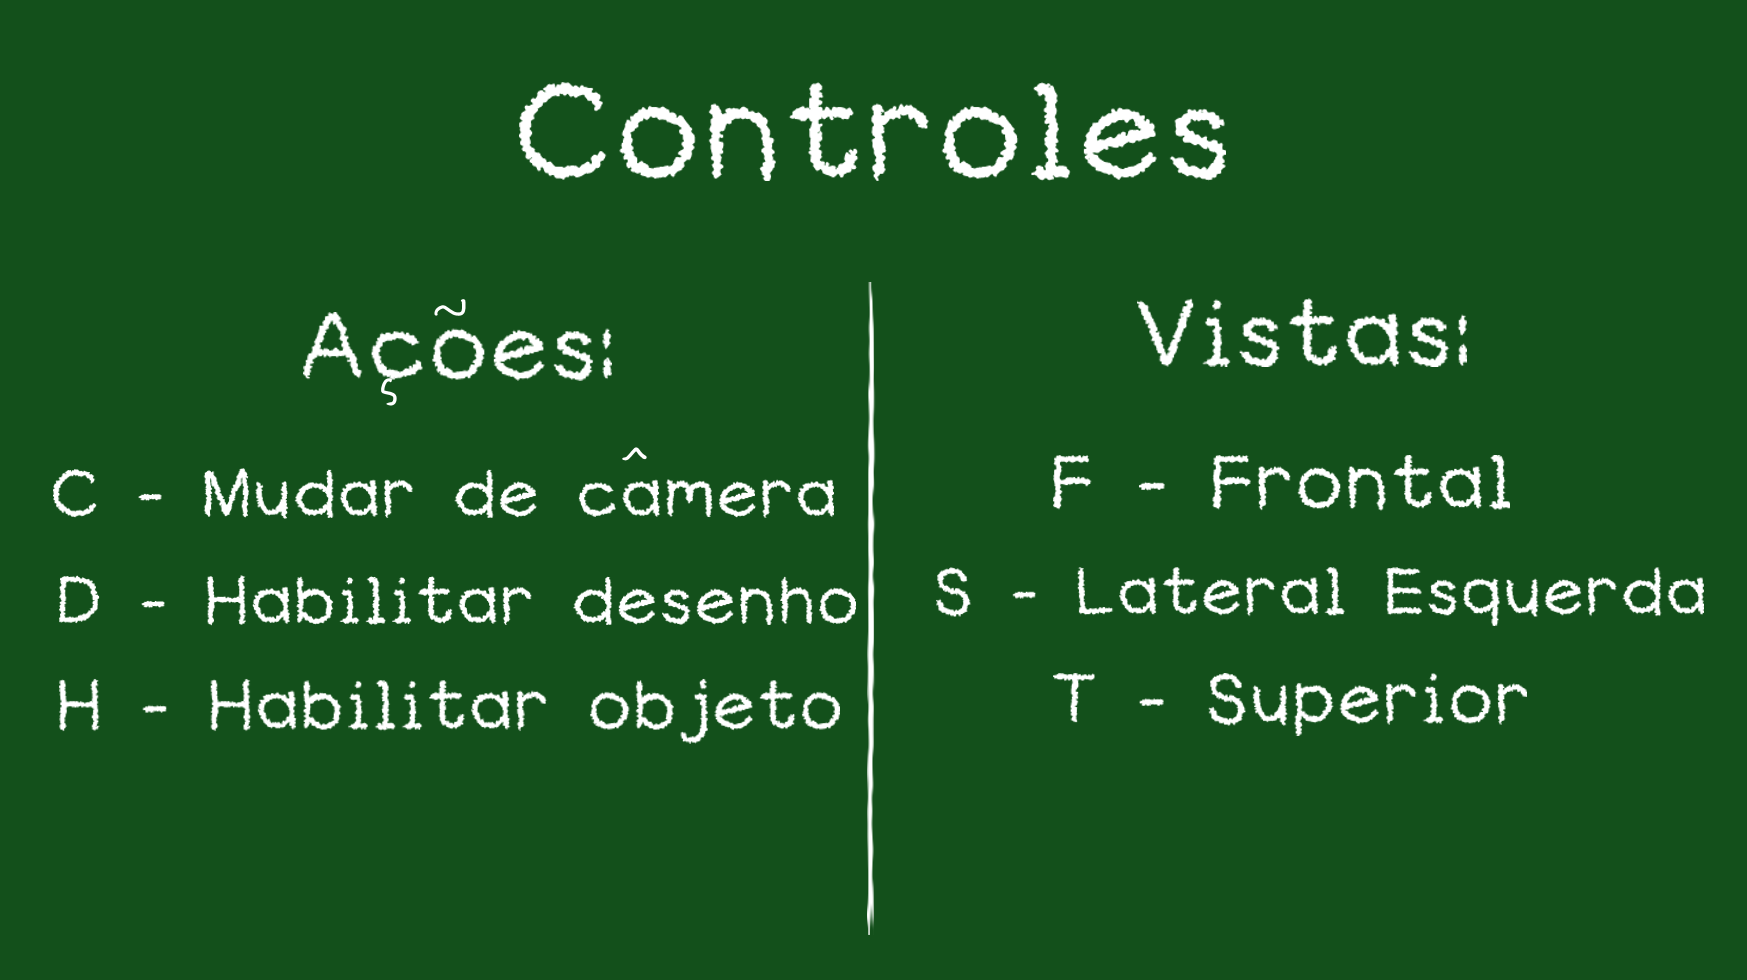 Controles
Ações:
C - Mudar de câmera
D - Habilitar desenho
H - Habilitar objeto
Vistas:
F - Frontal
S - Lateral Esquerda
T - Superior